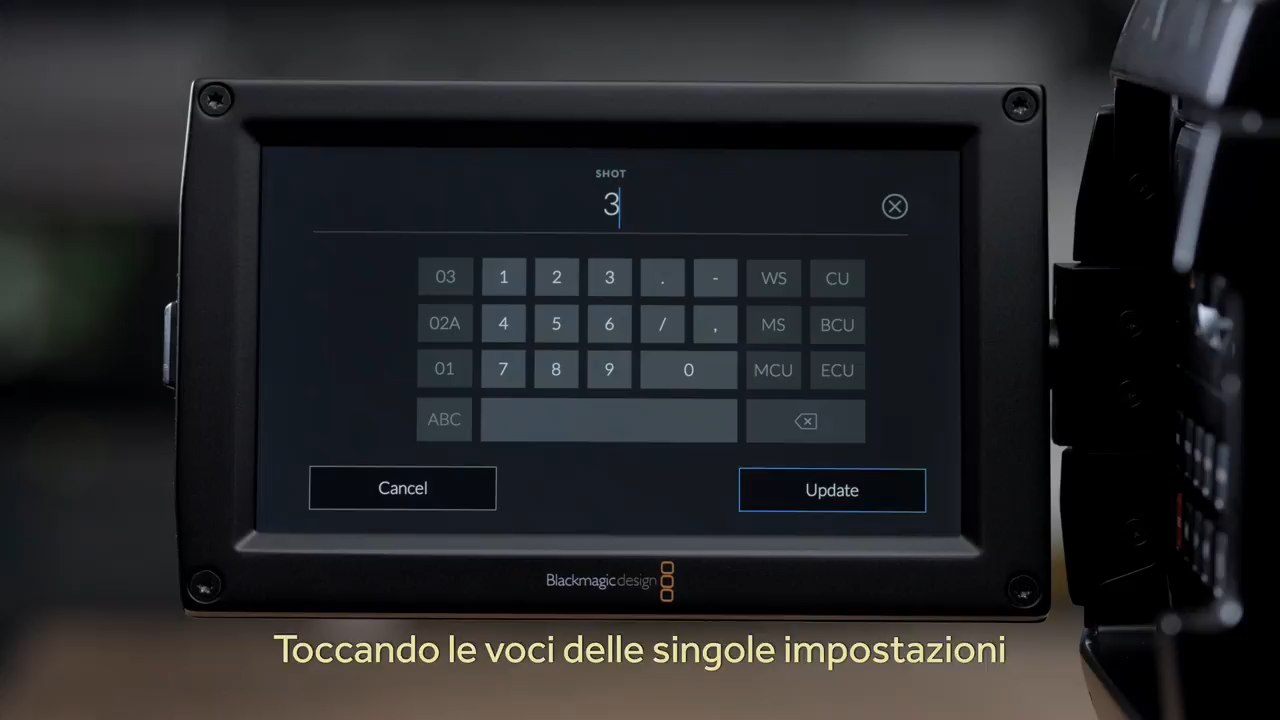 SHOT
3
03 1 2 3 . - WS CU
02A 4 5 6 / , MS BCU
01 7 8 9 0 MCU ECU
ABC
Cancel Update
Blackmagicdesign
Toccando le voci delle singole impostazioni